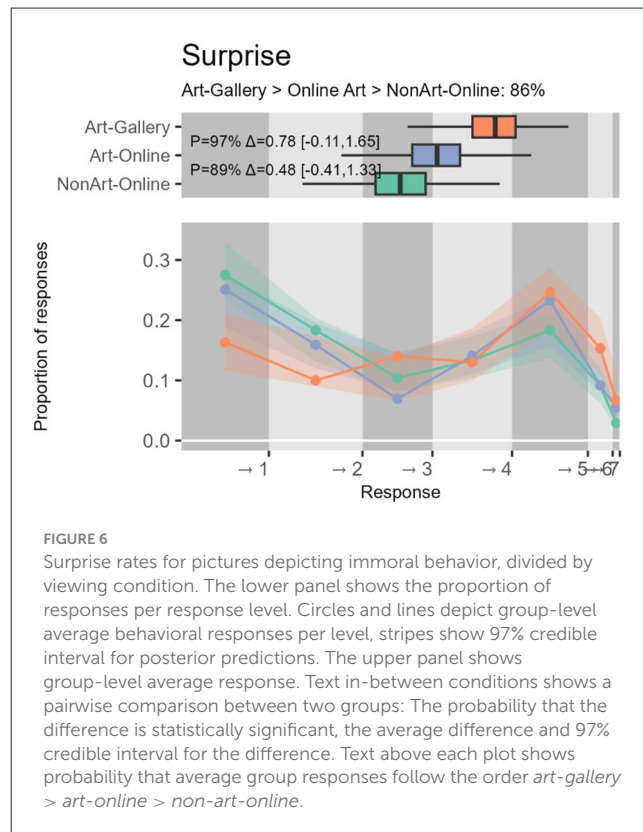 Surprise
Art-Gallery > Online Art > NonArt-Online: 86%
Art-Gallery
P=97% Δ=0.78 [-0.11,1.65]
Art-Online
P=89% Δ=0.48 [-0.41,1.33]
NonArt-Online
Proportion of responses
0.3
0.2
0.1
0.0
→ 1 → 2 → 3 → 4 → 5 → 6 → 7
Response
FIGURE 6
Surprise rates for pictures depicting immoral behavior, divided by
viewing condition. The lower panel shows the proportion of
responses per response level. Circles and lines depict group-level
average behavioral responses per level, stripes show 97% credible
interval for posterior predictions. The upper panel shows
group-level average response. Text in-between conditions shows a
pairwise comparison between two groups: The probability that the
difference is statistically significant, the average difference and 97%
credible interval for the difference. Text above each plot shows
probability that average group responses follow the order art-gallery
> art-online > non-art-online.